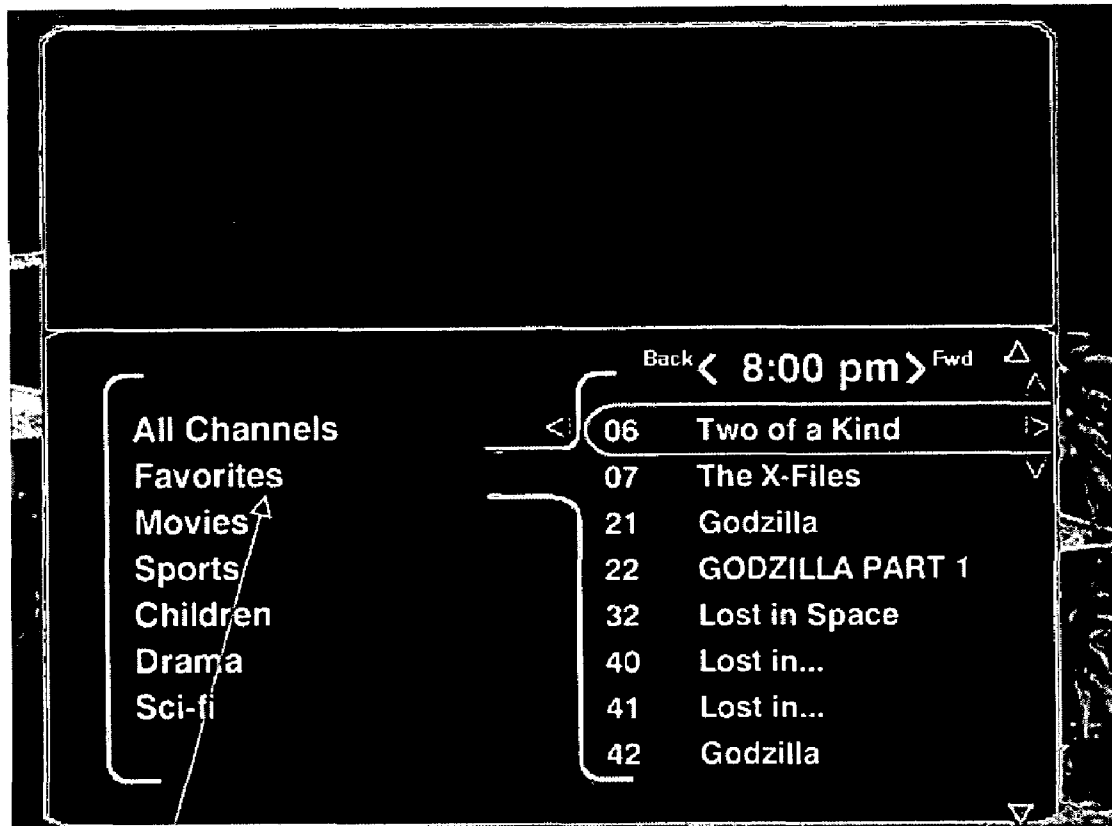 Back < 8:00 pm > Fwd
All Channels
Favorites
Movies
Sports
Children
Drama
Sci-fi
06 Two of a Kind
07 The X-Files
21 Godzilla
22 GODZILLA PART 1
32 Lost in Space
40 Lost in...
41 Lost in...
42 Godzilla